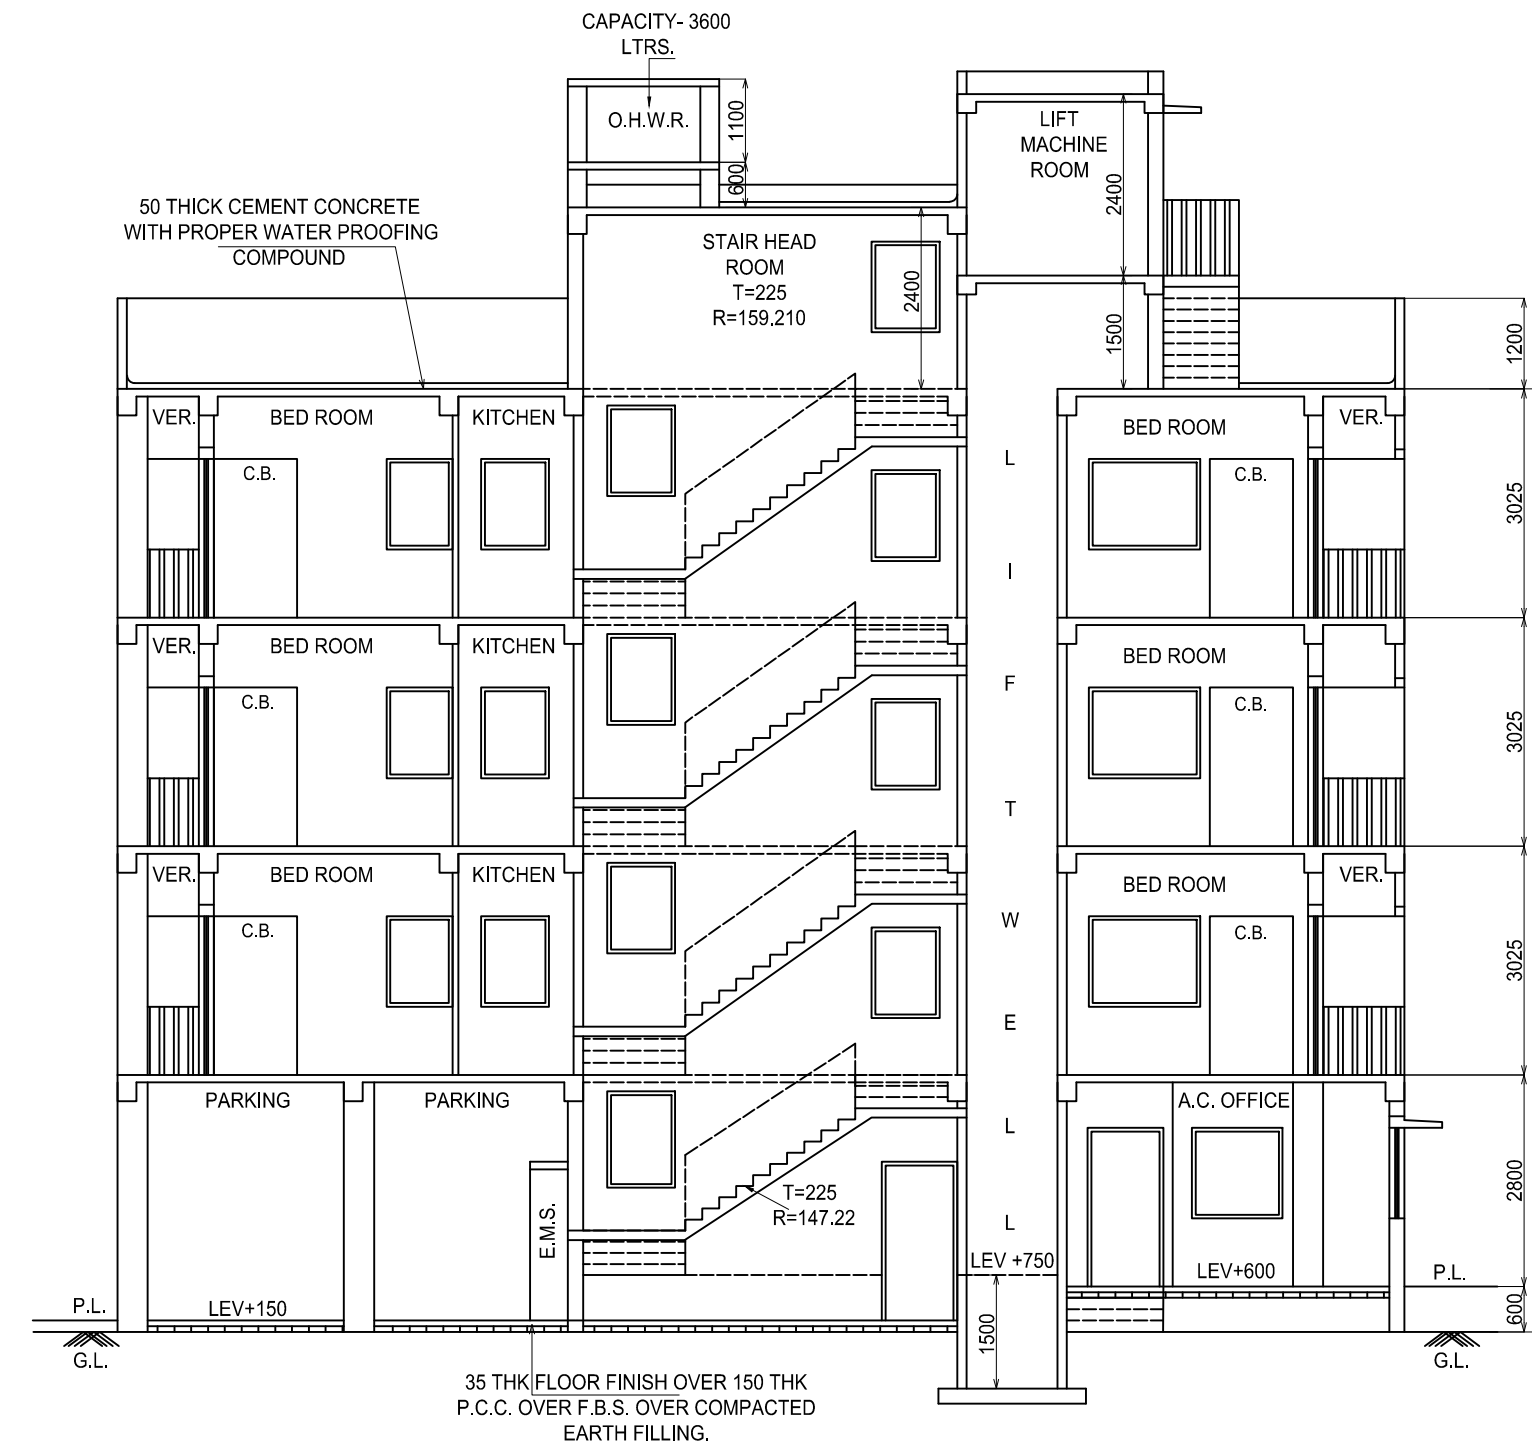 CAPACITY- 3600
LTRS.
O.H.W.R.
1100
600
LIFT
MACHINE
ROOM
2400
50 THICK CEMENT CONCRETE
WITH PROPER WATER PROOFING
COMPOUND
STAIR HEAD
ROOM
T=225
R=159.210
2400
1500
1200
VER.
BED ROOM
KITCHEN
BED ROOM
VER.
C.B.
L
C.B.
3025
I
VER.
BED ROOM
KITCHEN
BED ROOM
VER.
C.B.
F
C.B.
3025
T
VER.
BED ROOM
KITCHEN
BED ROOM
VER.
C.B.
W
C.B.
3025
E
PARKING
PARKING
A.C. OFFICE
L
T=225
R=147.22
2800
E.M.S.
L
LEV +750
LEV+600
P.L.
P.L.
LEV+150
600
1500
G.L.
G.L.
35 THK FLOOR FINISH OVER 150 THK
P.C.C. OVER F.B.S. OVER COMPACTED
EARTH FILLING.